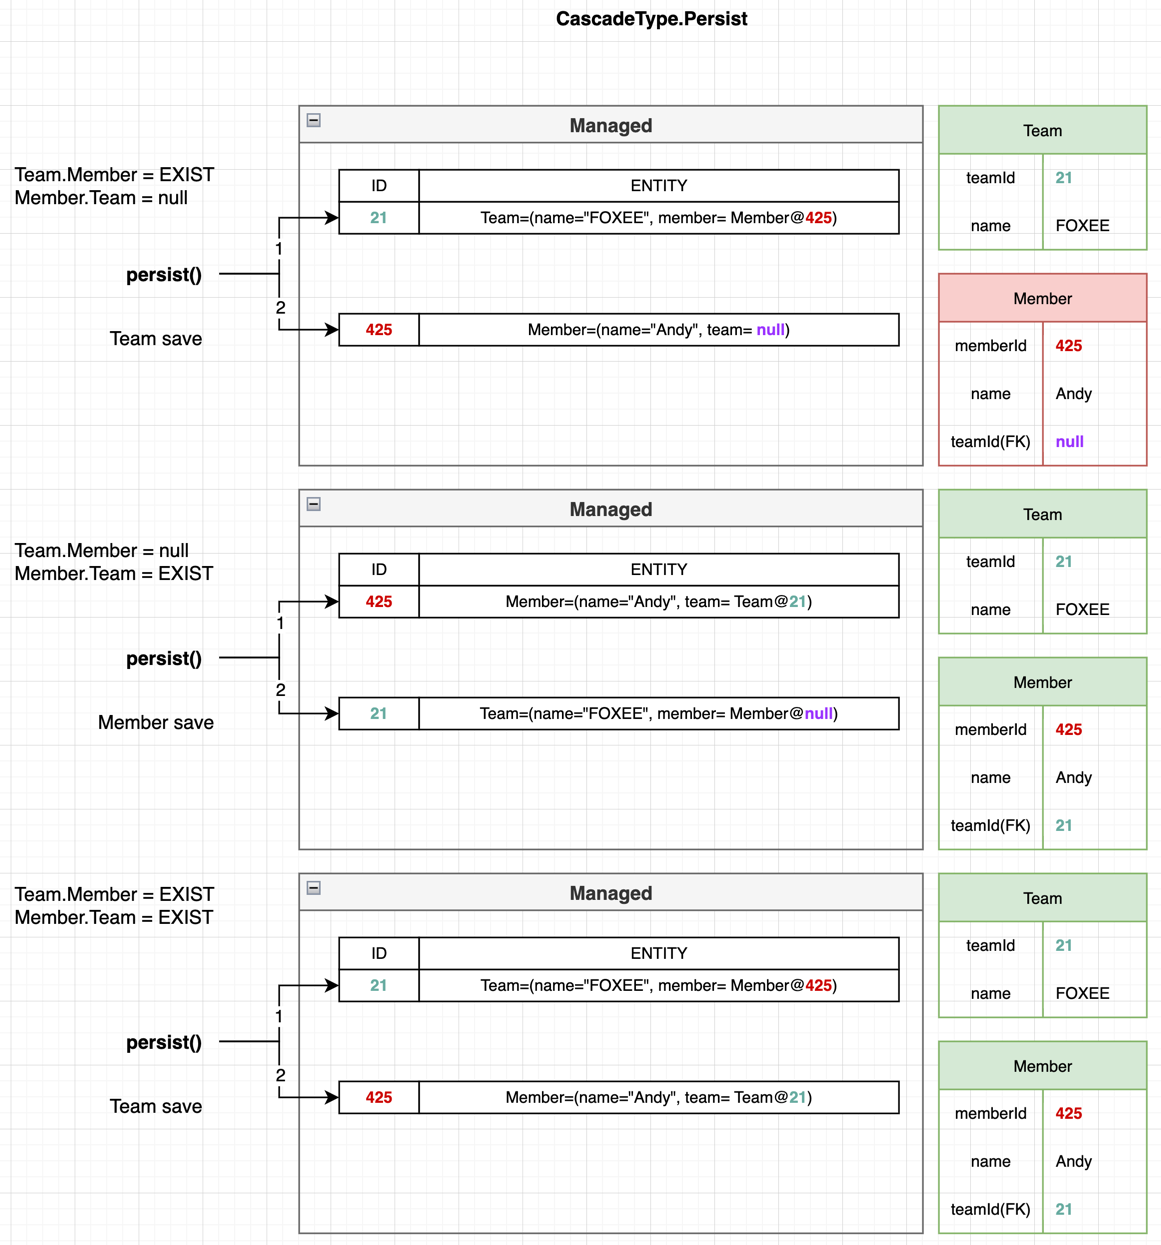 CascadeType.Persist
Team.Member = EXIST
Member.Team = null
persist()
Team save
1
2
Managed
ID ENTITY
21 Team=(name="FOXEE", member= Member@425)
425 Member=(name="Andy", team= null)
Team
teamId 21
name FOXEE
Member
memberId 425
name Andy
teamId(FK) null
Team.Member = null
Member.Team = EXIST
persist()
Member save
1
2
Managed
ID ENTITY
425 Member=(name="Andy", team= Team@21)
21 Team=(name="FOXEE", member= Member@null)
Team
teamId 21
name FOXEE
Member
memberId 425
name Andy
teamId(FK) 21
Team.Member = EXIST
Member.Team = EXIST
persist()
Team save
1
2
Managed
ID ENTITY
21 Team=(name="FOXEE", member= Member@425)
425 Member=(name="Andy", team= Team@21)
Team
teamId 21
name FOXEE
Member
memberId 425
name Andy
teamId(FK) 21